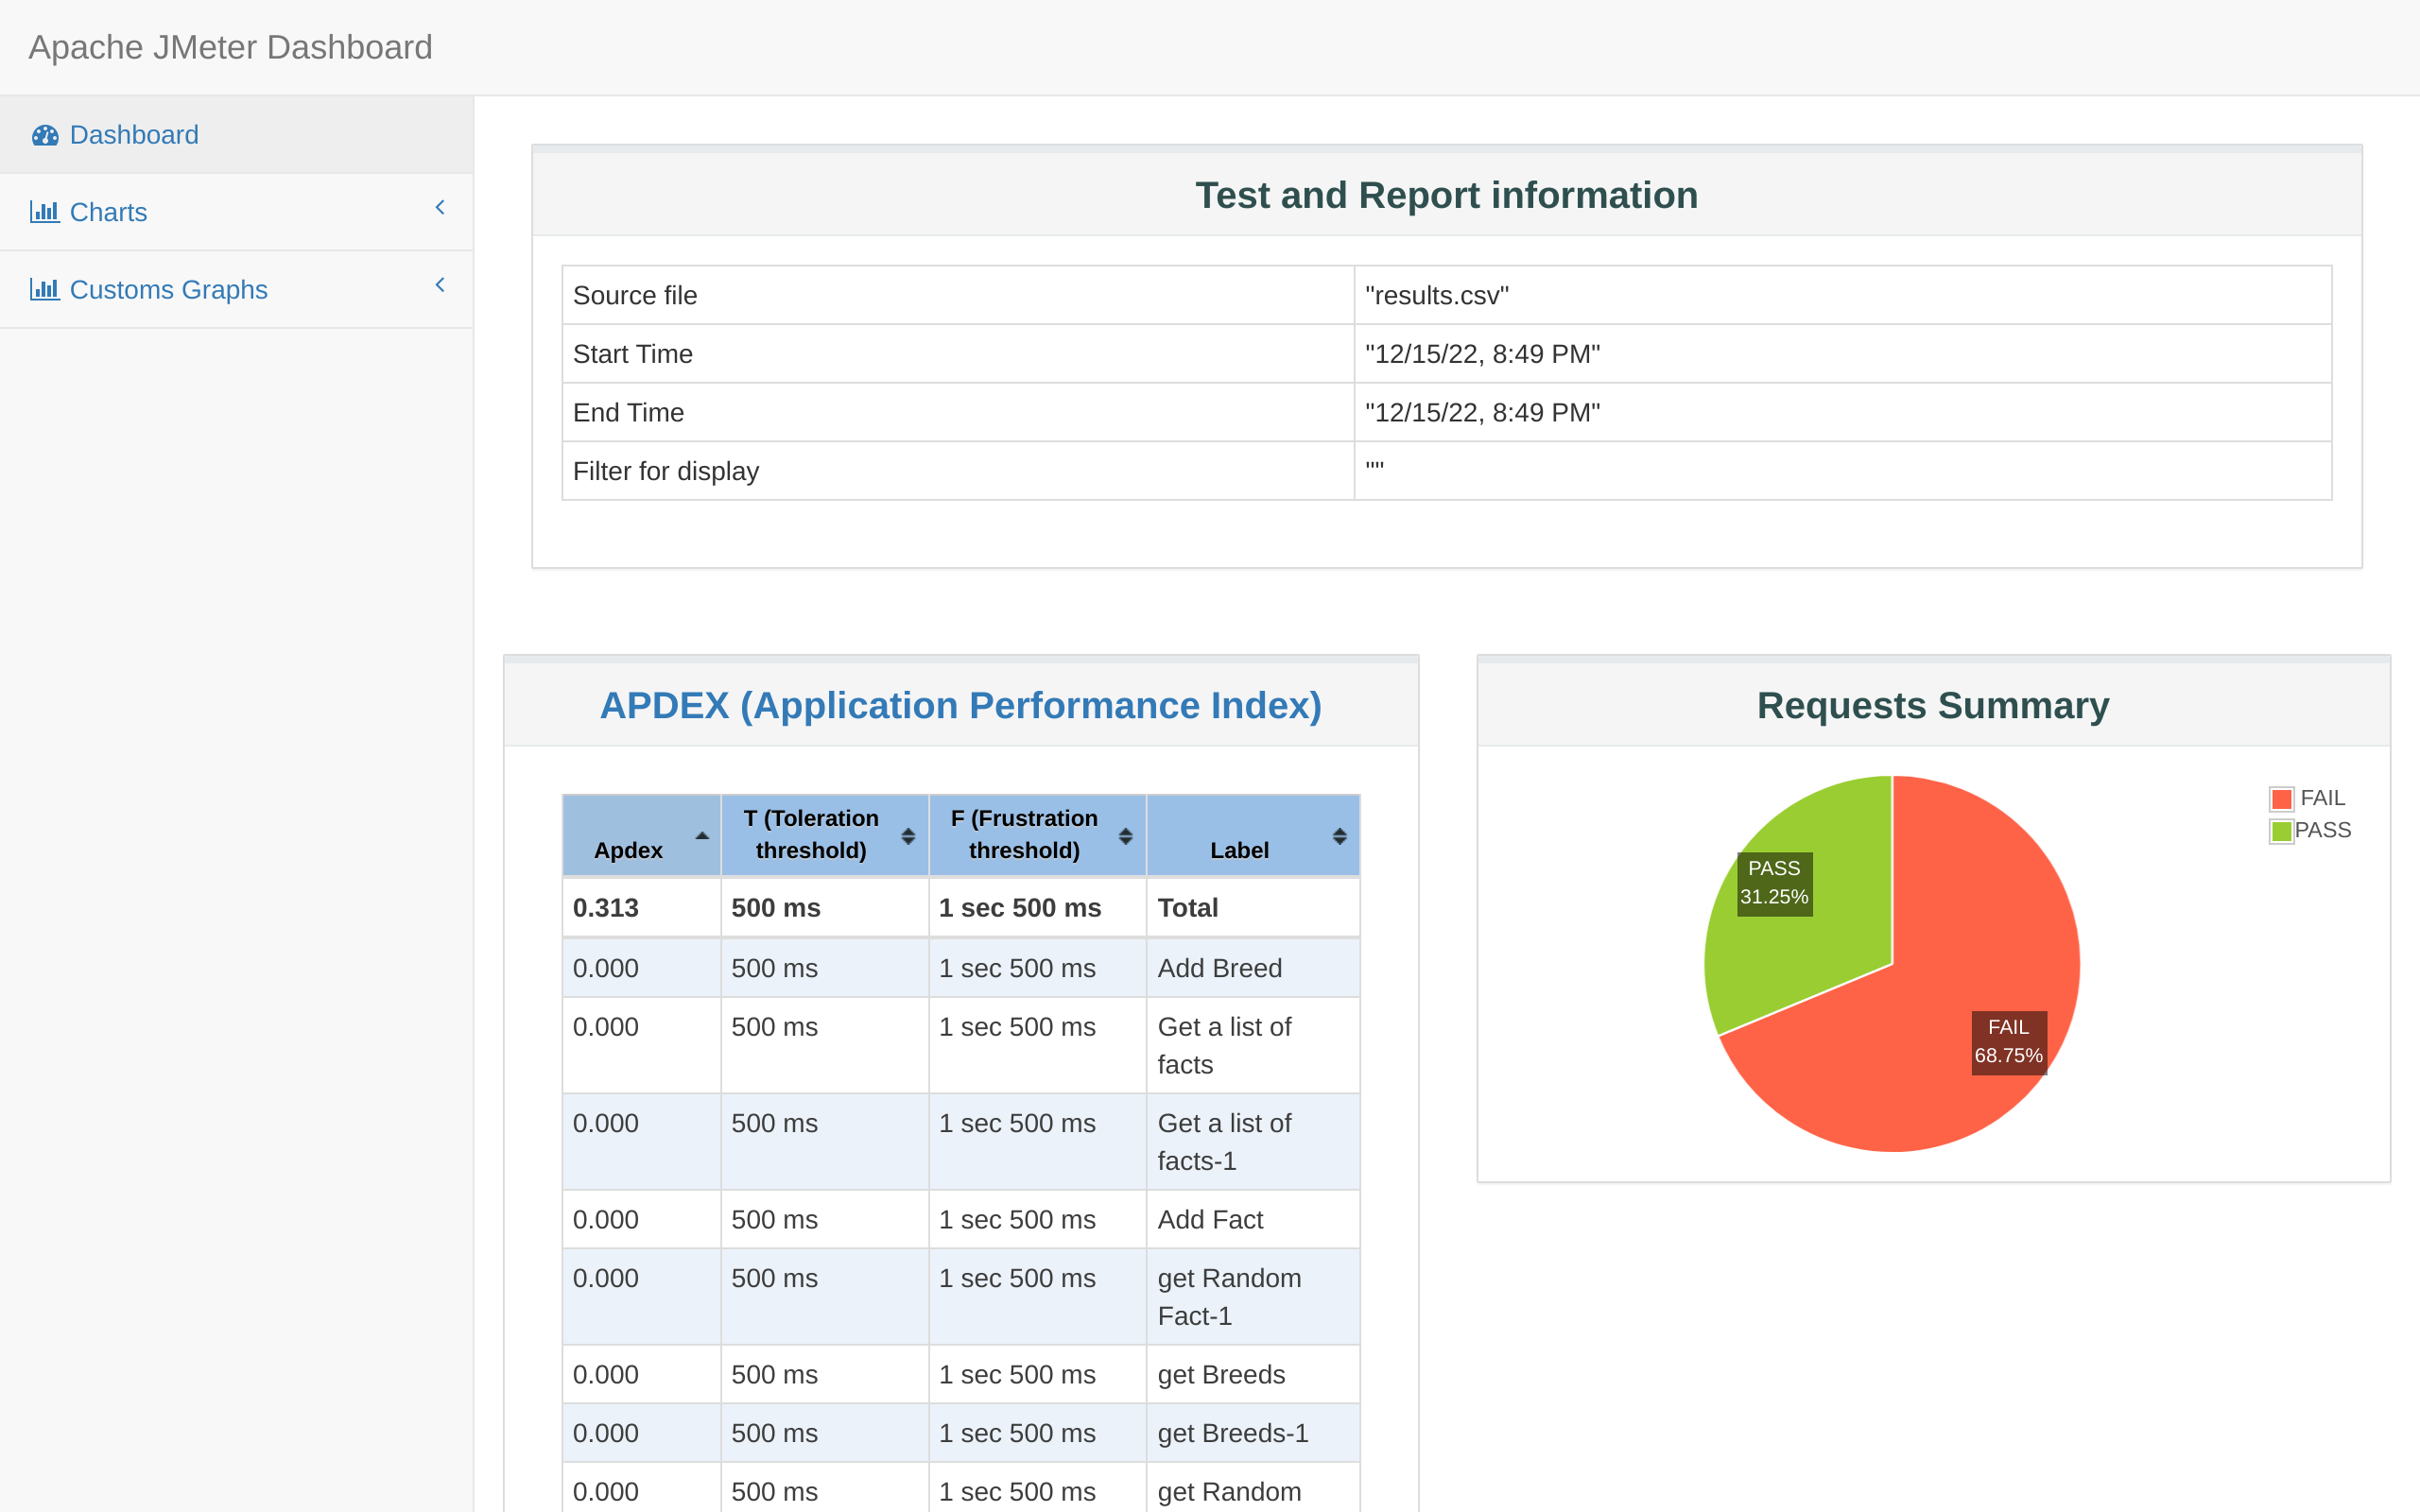 Apache JMeter Dashboard
Dashboard
Charts
Customs Graphs
Test and Report information
Source file "results.csv"
Start Time "12/15/22, 8:49 PM"
End Time "12/15/22, 8:49 PM"
Filter for display ""
APDEX (Application Performance Index)
Apdex T (Toleration threshold) F (Frustration threshold) Label
0.313 500 ms 1 sec 500 ms Total
0.000 500 ms 1 sec 500 ms Add Breed
0.000 500 ms 1 sec 500 ms Get a list of
facts
0.000 500 ms 1 sec 500 ms Get a list of
facts-1
0.000 500 ms 1 sec 500 ms Add Fact
0.000 500 ms 1 sec 500 ms get Random
Fact-1
0.000 500 ms 1 sec 500 ms get Breeds
0.000 500 ms 1 sec 500 ms get Breeds-1
0.000 500 ms 1 sec 500 ms get Random
Requests Summary
FAIL
PASS
PASS
31.25%
FAIL
68.75%